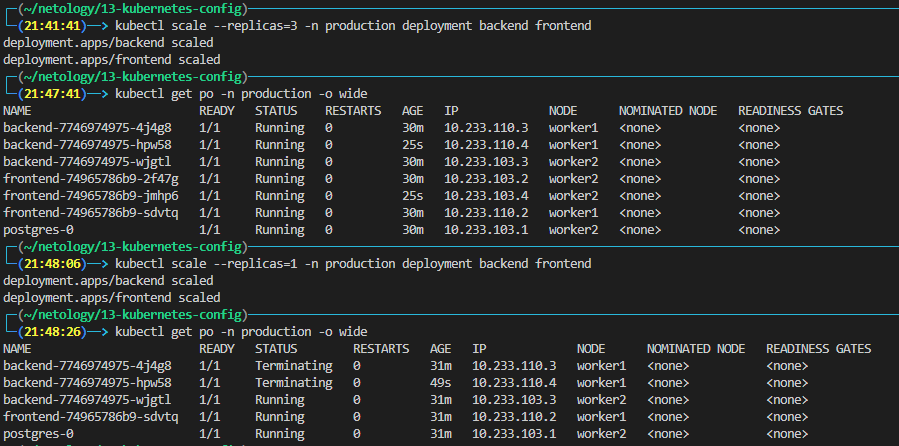 (~/netology/13-kubernetes-config)
(21:41:41)—> kubectl scale --replicas=3 -n production deployment backend frontend
deployment.apps/backend scaled
deployment.apps/frontend scaled
(~/netology/13-kubernetes-config)
(21:47:41)—> kubectl get po -n production -o wide
NAME READY STATUS RESTARTS AGE IP NODE NOMINATED NODE READINESS GATES
backend-7746974975-4j4g8 1/1 Running 0 30m 10.233.110.3 worker1 <none> <none>
backend-7746974975-hpw58 1/1 Running 0 25s 10.233.110.4 worker1 <none> <none>
backend-7746974975-wjgtl 1/1 Running 0 30m 10.233.103.3 worker2 <none> <none>
frontend-74965786b9-2f47g 1/1 Running 0 30m 10.233.103.2 worker2 <none> <none>
frontend-74965786b9-jmhp6 1/1 Running 0 25s 10.233.103.4 worker2 <none> <none>
frontend-74965786b9-sdvtq 1/1 Running 0 30m 10.233.110.2 worker1 <none> <none>
postgres-0 1/1 Running 0 30m 10.233.103.1 worker2 <none> <none>
(~/netology/13-kubernetes-config)
(21:48:06)—> kubectl scale --replicas=1 -n production deployment backend frontend
deployment.apps/backend scaled
deployment.apps/frontend scaled
(~/netology/13-kubernetes-config)
(21:48:26)—> kubectl get po -n production -o wide
NAME READY STATUS RESTARTS AGE IP NODE NOMINATED NODE READINESS GATES
backend-7746974975-4j4g8 1/1 Terminating 0 31m 10.233.110.3 worker1 <none> <none>
backend-7746974975-hpw58 1/1 Terminating 0 49s 10.233.110.4 worker1 <none> <none>
backend-7746974975-wjgtl 1/1 Running 0 31m 10.233.103.3 worker2 <none> <none>
frontend-74965786b9-sdvtq 1/1 Running 0 31m 10.233.110.2 worker1 <none> <none>
postgres-0 1/1 Running 0 31m 10.233.103.1 worker2 <none> <none>